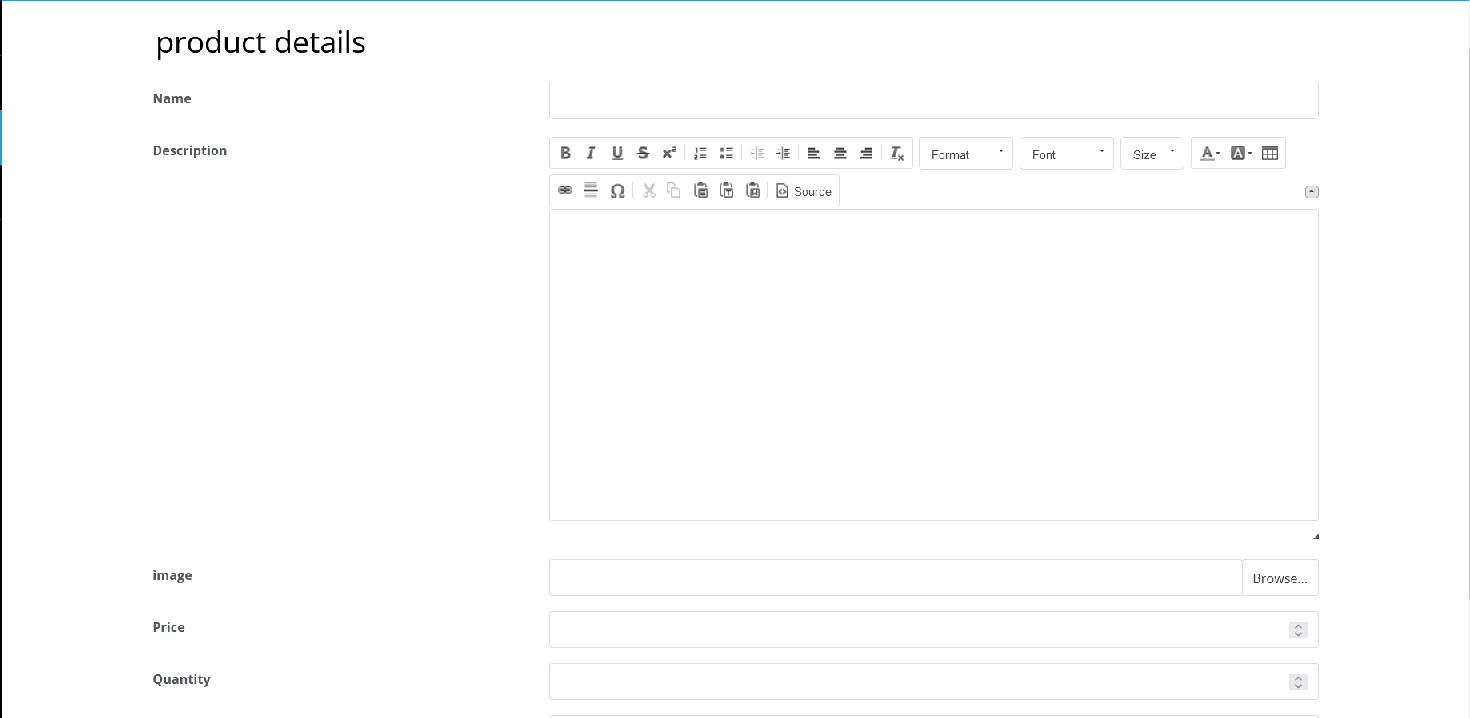 product details
Name
Description
Format
Font
Size
Source
image
Browse...
Price
Quantity